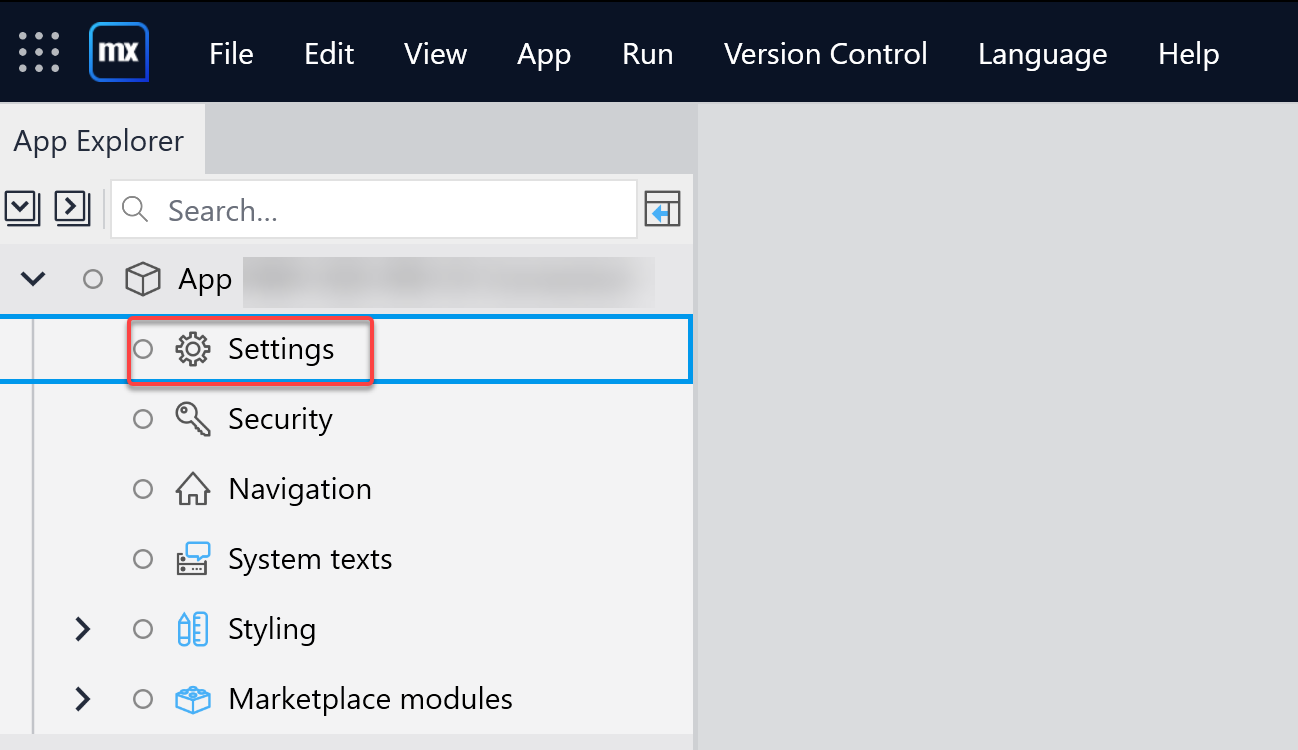 mx File Edit View App Run Version Control Language Help
App Explorer
Search...
App
Settings
Security
Navigation
System texts
Styling
Marketplace modules